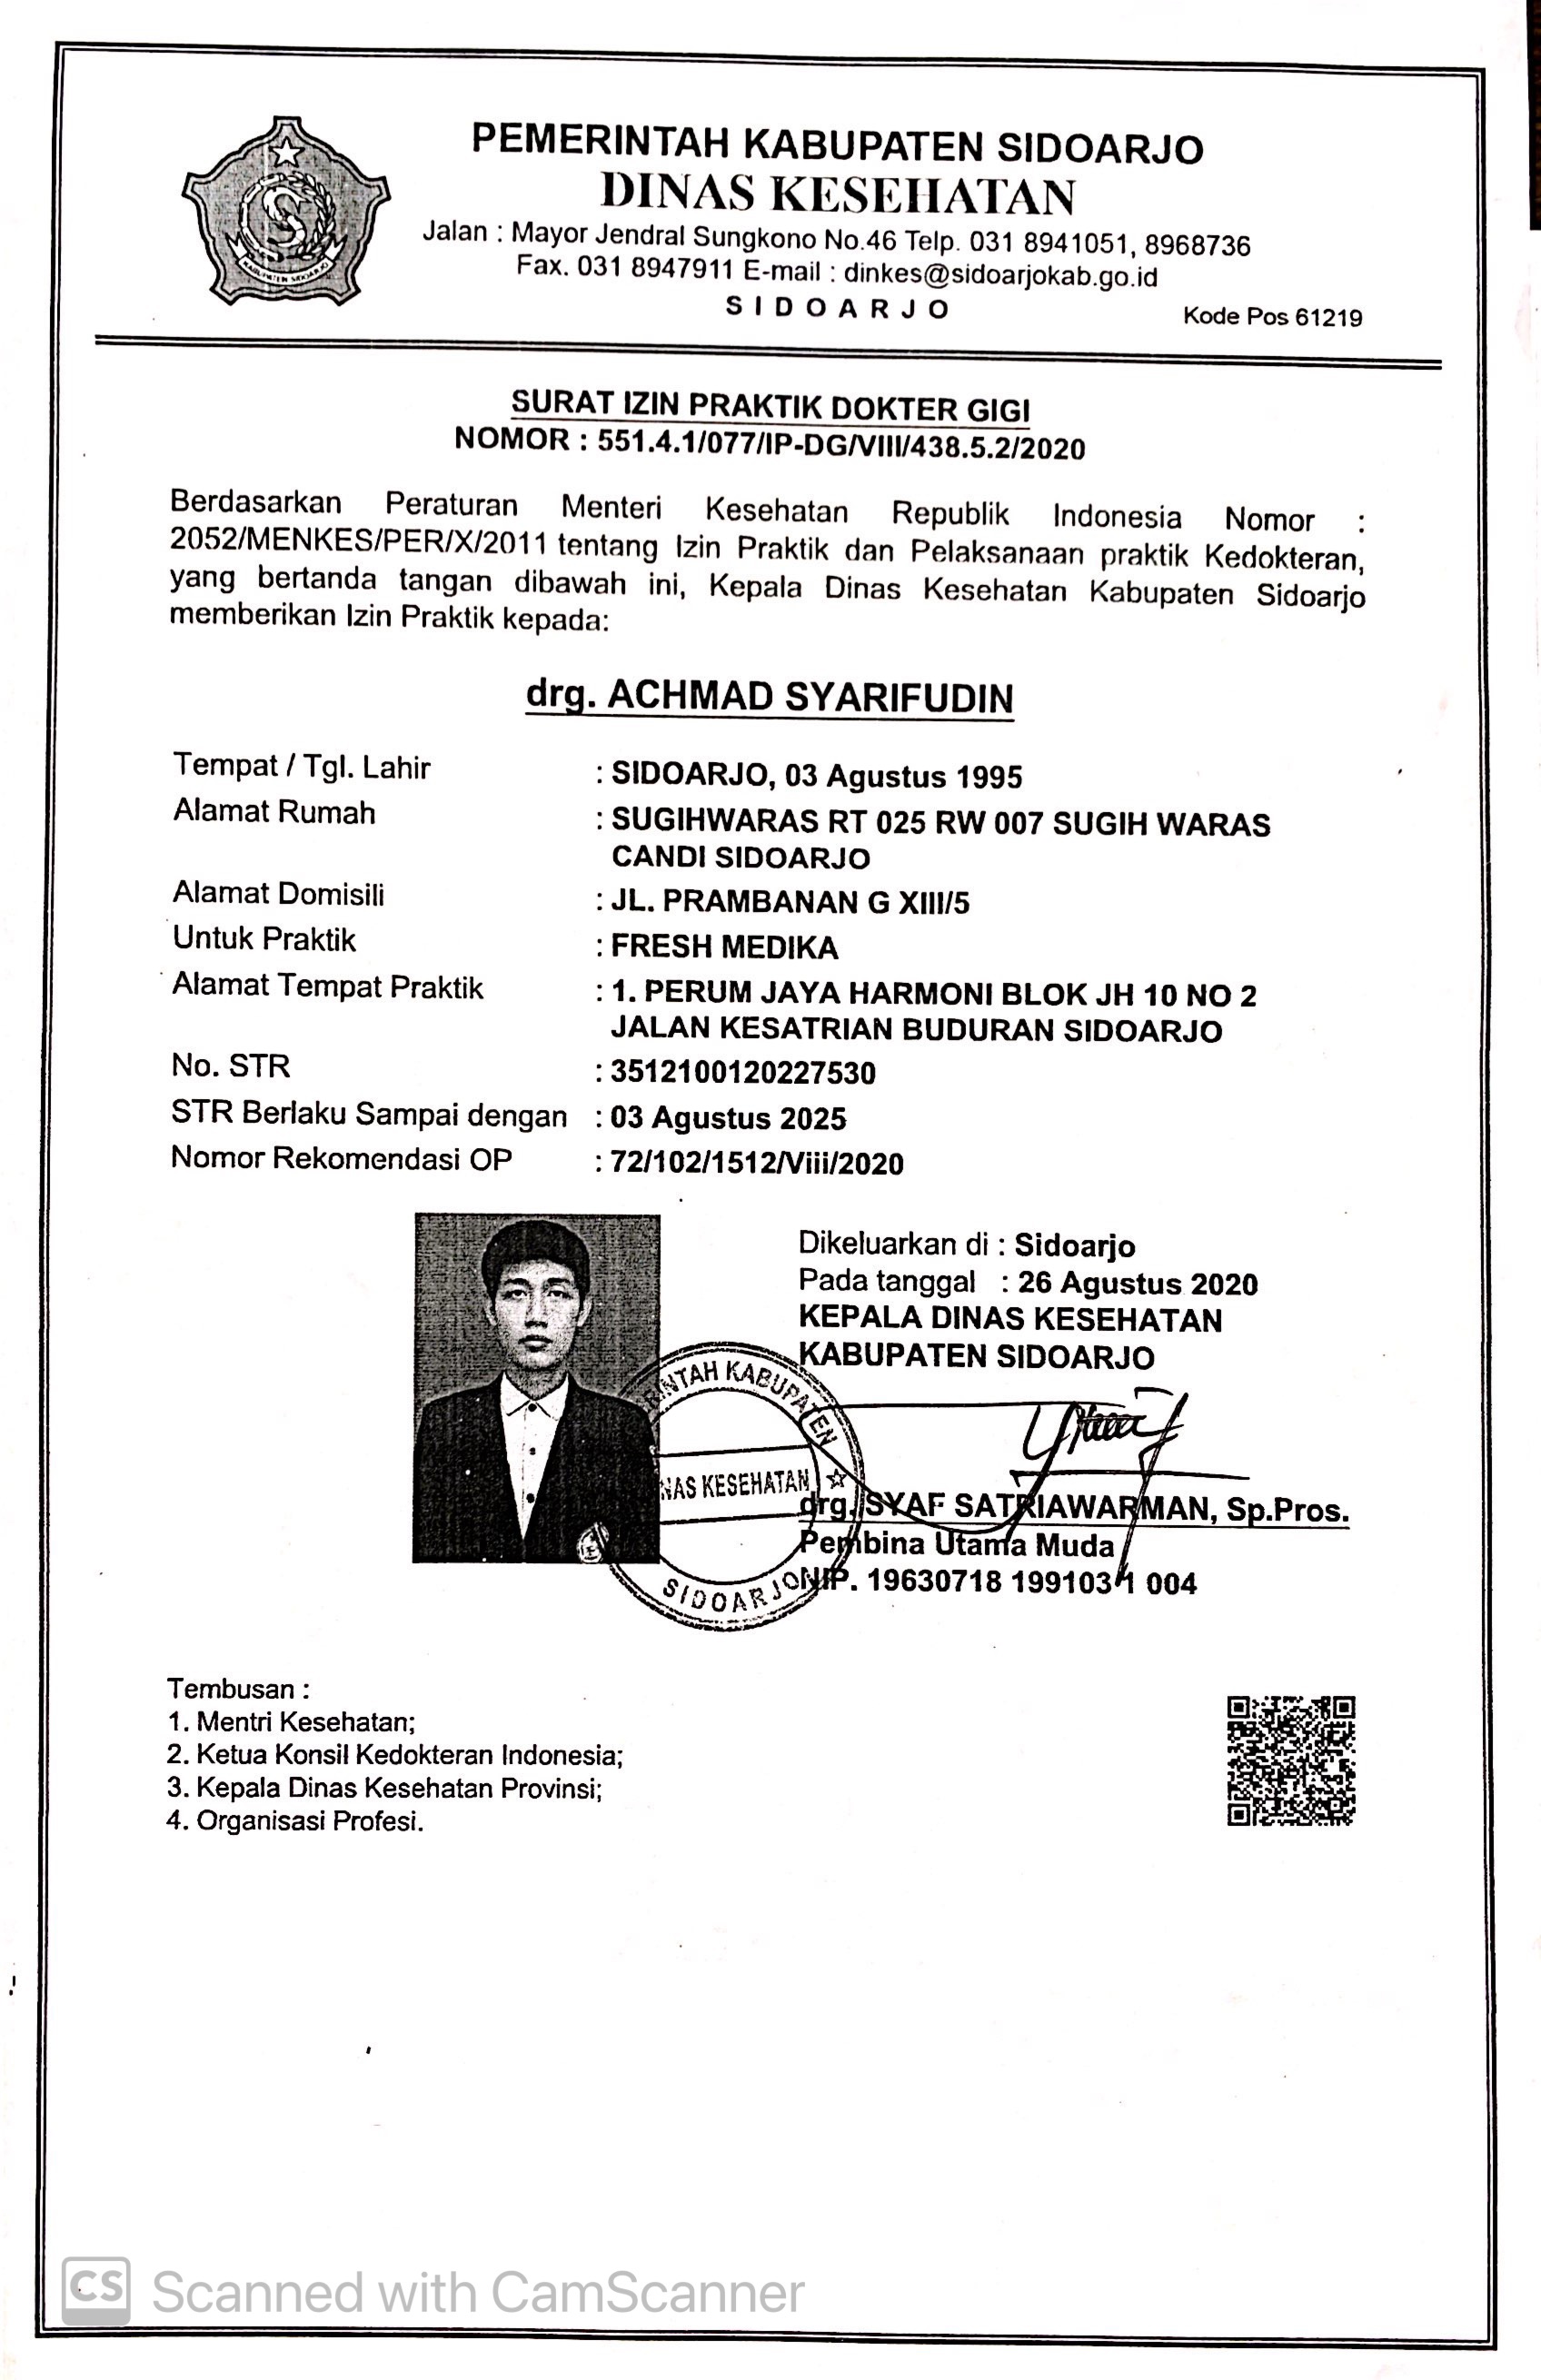 PEMERINTAH KABUPATEN SIDOARJO
DINAS KESEHATAN
Jalan : Mayor Jendral Sungkono No.46 Telp. 031 8941051, 8968736
Fax. 031 8947911 E-mail : dinkes@sidoarjokab.go.id
SIDOARJO
Kode Pos 61219
KABUPATEN SIDOARJO
SURAT IZIN PRAKTIK DOKTER GIGI
NOMOR : 551.4.1/077/IP-DG/VIII/438.5.2/2020
Berdasarkan Peraturan Menteri Kesehatan Republik Indonesia Nomor :
2052/MENKES/PER/X/2011 tentang Izin Praktik dan Pelaksanaan praktik Kedokteran,
yang bertanda tangan dibawah ini, Kepala Dinas Kesehatan Kabupaten Sidoarjo
memberikan Izin Praktik kepada:
drg. ACHMAD SYARIFUDIN
Tempat / Tgl. Lahir : SIDOARJO, 03 Agustus 1995
Alamat Rumah : SUGIHWARAS RT 025 RW 007 SUGIH WARAS
CANDI SIDOARJO
Alamat Domisili : JL. PRAMBANAN G XIII/5
Untuk Praktik : FRESH MEDIKA
Alamat Tempat Praktik : 1. PERUM JAYA HARMONI BLOK JH 10 NO 2
JALAN KESATRIAN BUDURAN SIDOARJO
No. STR : 3512100120227530
STR Berlaku Sampai dengan : 03 Agustus 2025
Nomor Rekomendasi OP : 72/102/1512/Viii/2020
Dikeluarkan di : Sidoarjo
Pada tanggal : 26 Agustus 2020
KEPALA DINAS KESEHATAN
KABUPATEN SIDOARJO
RINTAH KABUPATEN
NAS KESEHATAN
SIDOARJO
drg. SYAF SATRIAWARMAN, Sp.Pros.
Pembina Utama Muda
NIP. 19630718 199103 1 004
Tembusan :
1. Mentri Kesehatan;
2. Ketua Konsil Kedokteran Indonesia;
3. Kepala Dinas Kesehatan Provinsi;
4. Organisasi Profesi.
CS Scanned with CamScanner